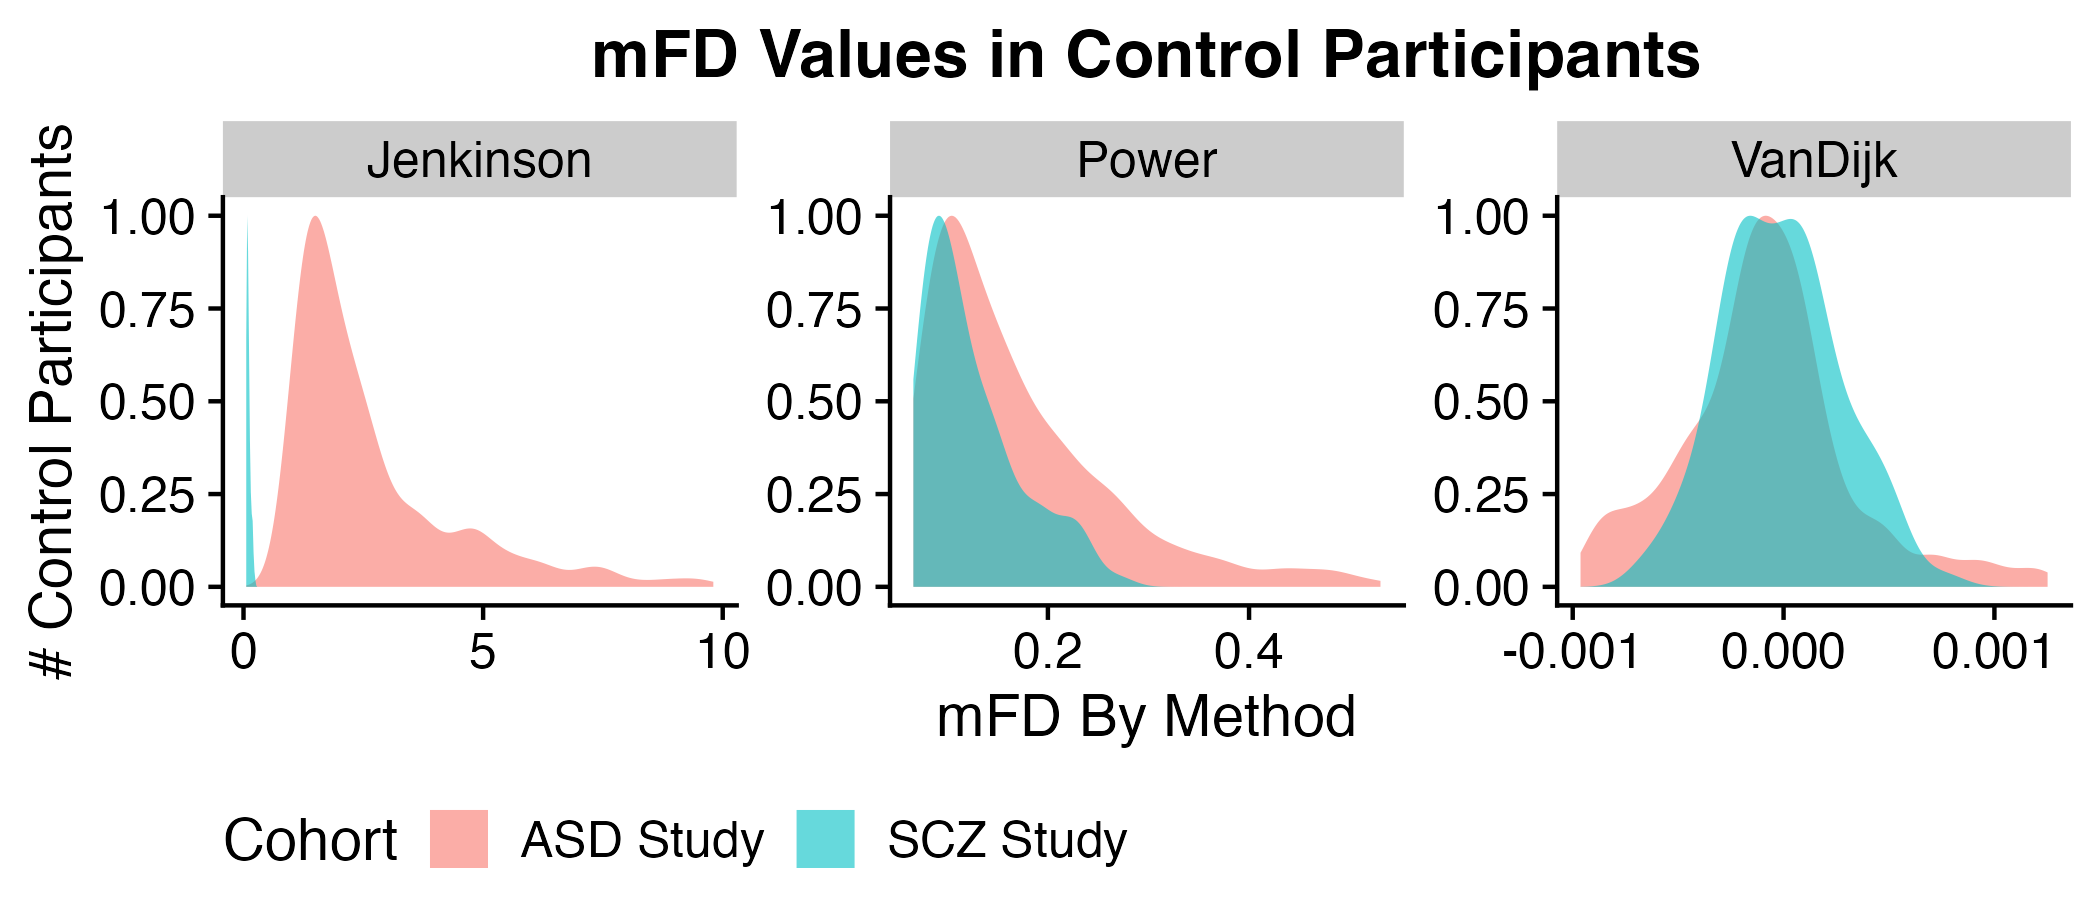 mFD Values in Control Participants
Jenkinson
Power
VanDijk
# Control Participants
1.00
0.75
0.50
0.25
0.00
0
5
10
1.00
0.75
0.50
0.25
0.00
0.2
0.4
1.00
0.75
0.50
0.25
0.00
-0.001
0.000
0.001
mFD By Method
Cohort
ASD Study
SCZ Study